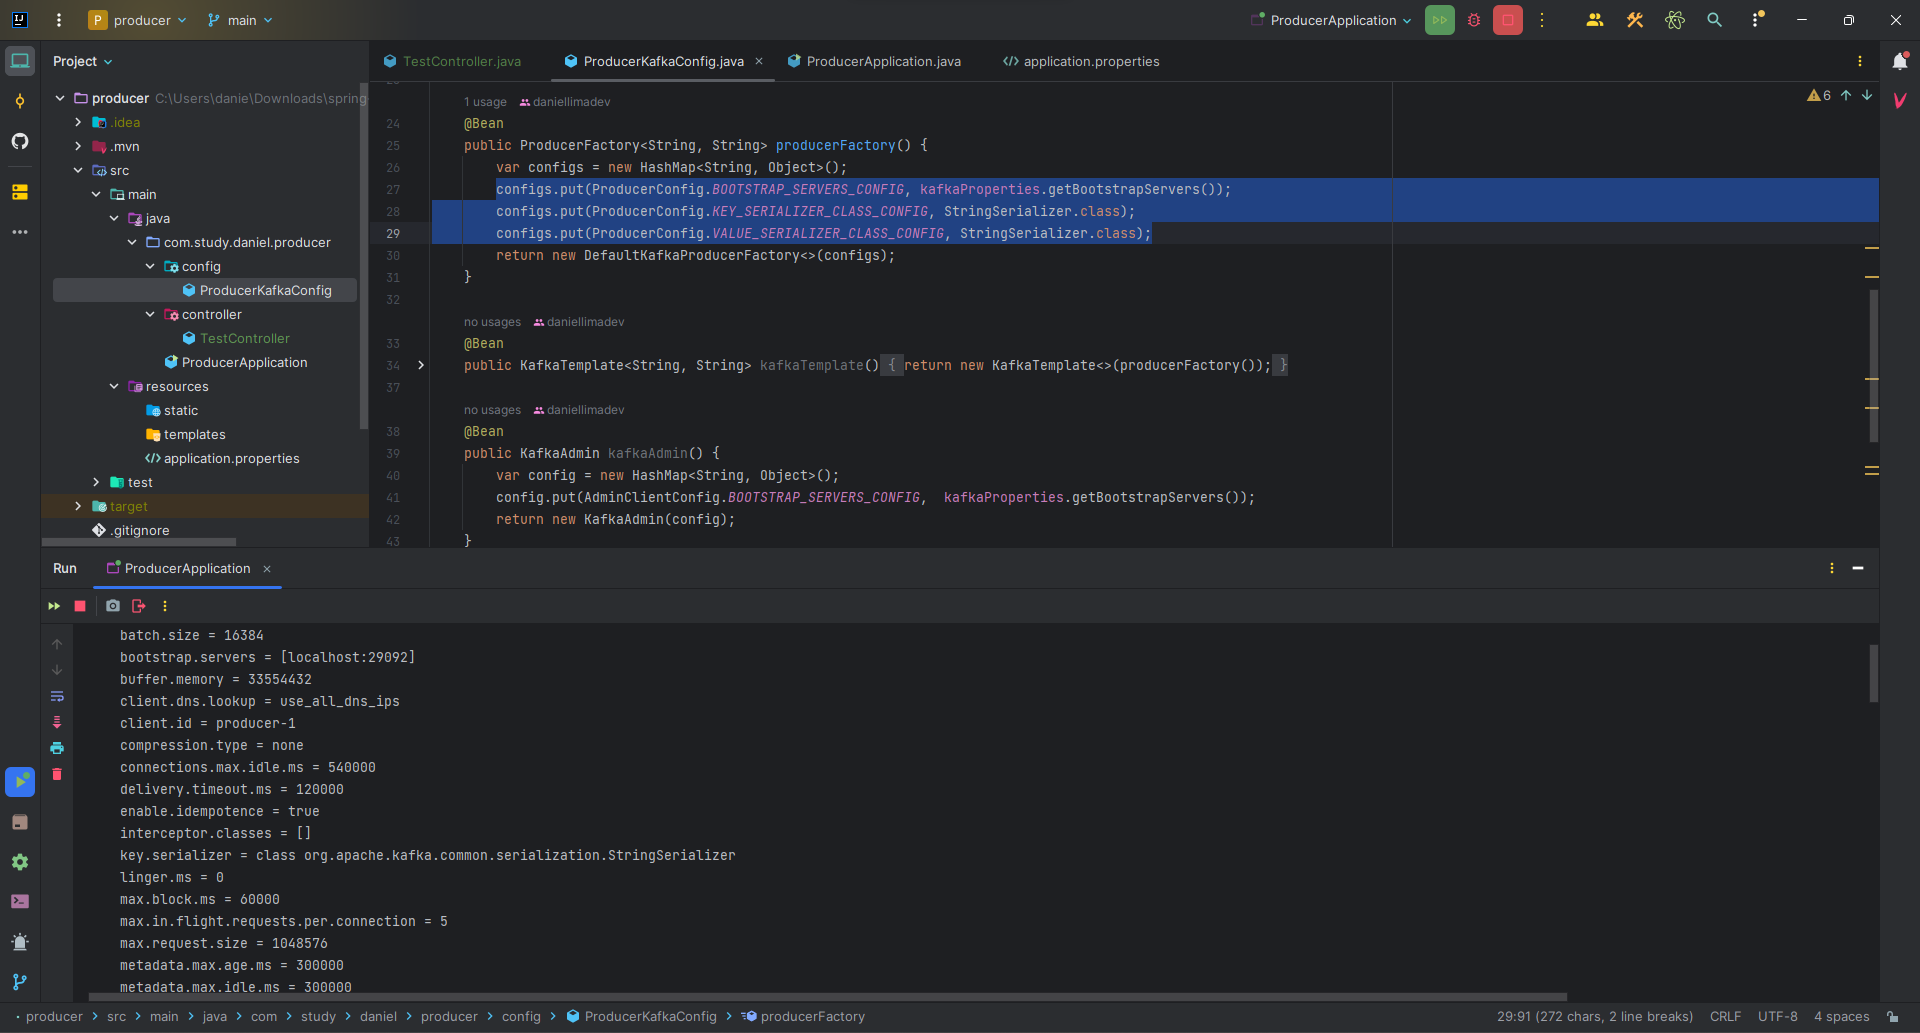 P producer main ProducerApplication
Project
producer C:\Users\danie\Downloads\spring
.idea
.mvn
src
main
java
com.study.daniel.producer
config
ProducerKafkaConfig
controller
TestController
ProducerApplication
resources
static
templates
application.properties
test
target
.gitignore
TestController.java ProducerKafkaConfig.java ProducerApplication.java application.properties
6
1 usage daniellimadev
24 @Bean
25 public ProducerFactory<String, String> producerFactory() {
26 var configs = new HashMap<String, Object>();
27 configs.put(ProducerConfig.BOOTSTRAP_SERVERS_CONFIG, kafkaProperties.getBootstrapServers());
28 configs.put(ProducerConfig.KEY_SERIALIZER_CLASS_CONFIG, StringSerializer.class);
29 configs.put(ProducerConfig.VALUE_SERIALIZER_CLASS_CONFIG, StringSerializer.class);
30 return new DefaultKafkaProducerFactory<>(configs);
31 }
32
no usages daniellimadev
33 @Bean
34 public KafkaTemplate<String, String> kafkaTemplate() { return new KafkaTemplate<>(producerFactory()); }
37
no usages daniellimadev
38 @Bean
39 public KafkaAdmin kafkaAdmin() {
40 var config = new HashMap<String, Object>();
41 config.put(AdminClientConfig.BOOTSTRAP_SERVERS_CONFIG, kafkaProperties.getBootstrapServers());
42 return new KafkaAdmin(config);
43 }
Run ProducerApplication
batch.size = 16384
bootstrap.servers = [localhost:29092]
buffer.memory = 33554432
client.dns.lookup = use_all_dns_ips
client.id = producer-1
compression.type = none
connections.max.idle.ms = 540000
delivery.timeout.ms = 120000
enable.idempotence = true
interceptor.classes = []
key.serializer = class org.apache.kafka.common.serialization.StringSerializer
linger.ms = 0
max.block.ms = 60000
max.in.flight.requests.per.connection = 5
max.request.size = 1048576
metadata.max.age.ms = 300000
metadata.max.idle.ms = 300000
producer > src > main > java > com > study > daniel > producer > config > ProducerKafkaConfig > producerFactory 29:91 (272 chars, 2 line breaks) CRLF UTF-8 4 spaces